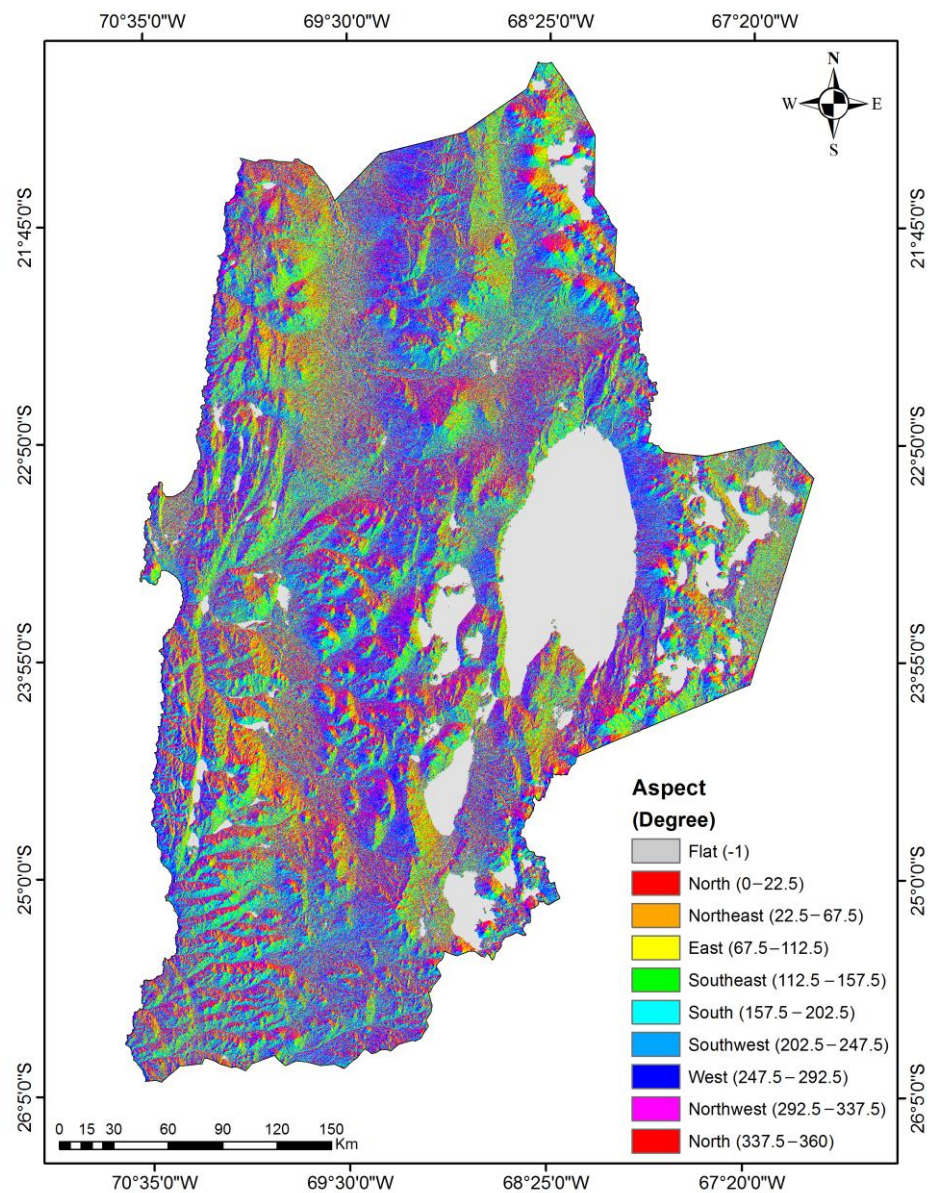 70°35'0"W 69°30'0"W 68°25'0"W 67°20'0"W
N
W E
S
21°45'0"S 21°45'0"S
22°50'0"S 22°50'0"S
23°55'0"S 23°55'0"S
25°0'0"S 25°0'0"S
26°5'0"S 26°5'0"S
Aspect
(Degree)
Flat (-1)
North (0–22.5)
Northeast (22.5–67.5)
East (67.5–112.5)
Southeast (112.5–157.5)
South (157.5–202.5)
Southwest (202.5–247.5)
West (247.5–292.5)
Northwest (292.5–337.5)
North (337.5–360)
0 15 30 60 90 120 150
Km
70°35'0"W 69°30'0"W 68°25'0"W 67°20'0"W